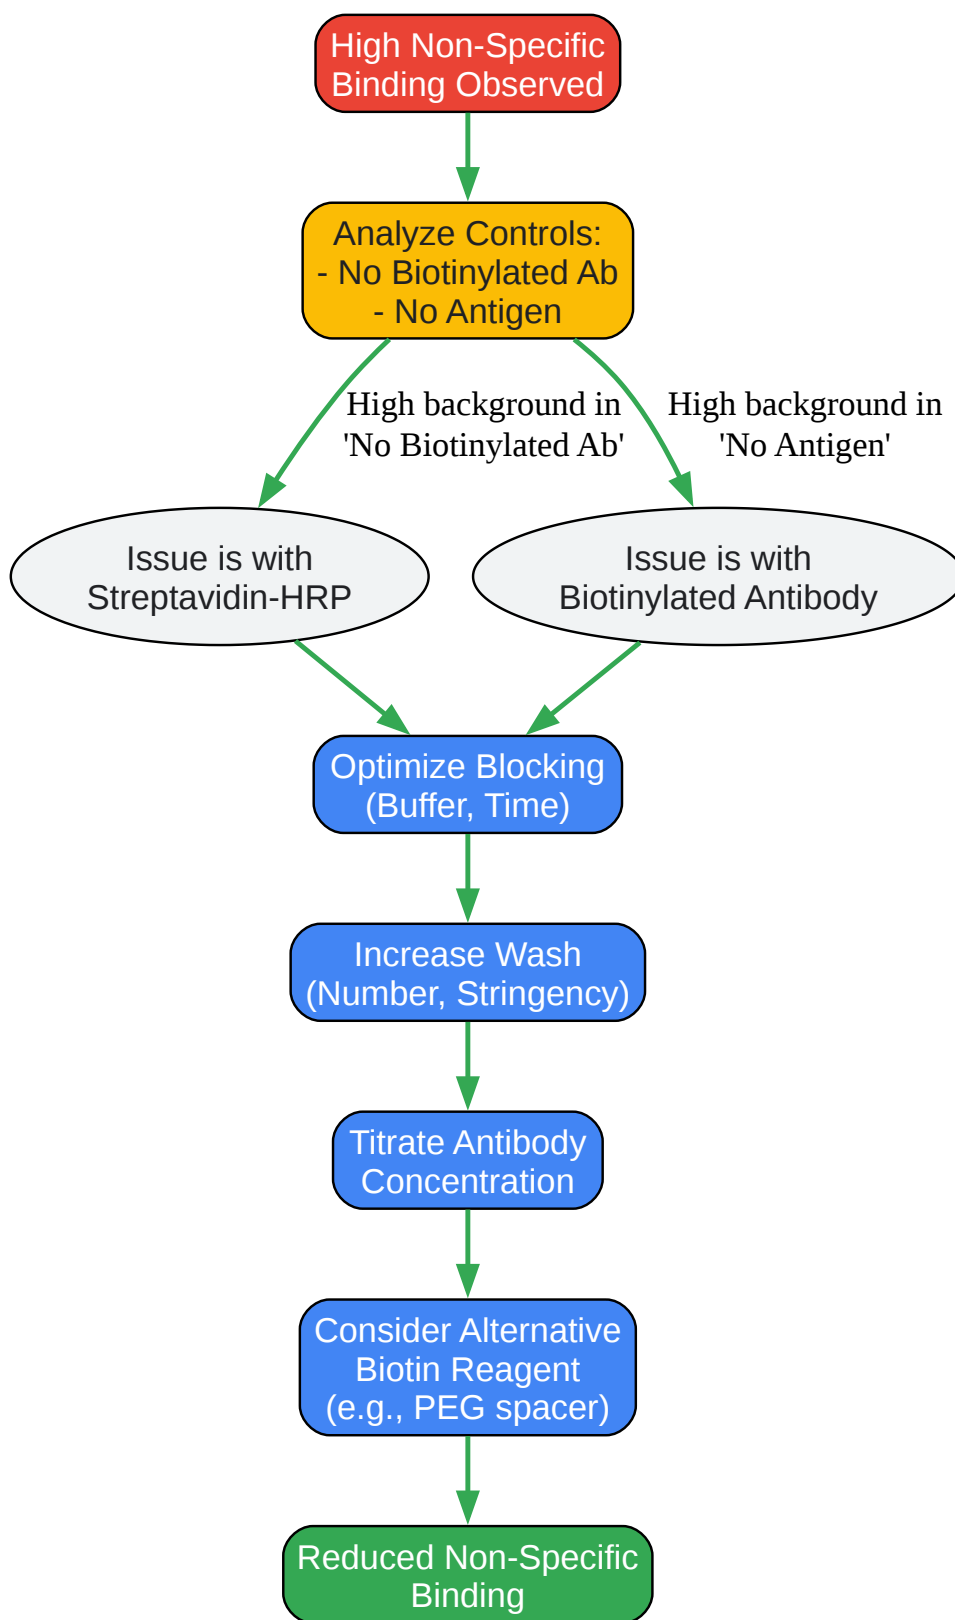 High Non-Specific
Binding Observed
Analyze Controls:
- No Biotinylated Ab
- No Antigen
High background in
'No Biotinylated Ab'
High background in
'No Antigen'
Issue is with
Streptavidin-HRP
Issue is with
Biotinylated Antibody
Optimize Blocking
(Buffer, Time)
Increase Wash
(Number, Stringency)
Titrate Antibody
Concentration
Consider Alternative
Biotin Reagent
(e.g., PEG spacer)
Reduced Non-Specific
Binding